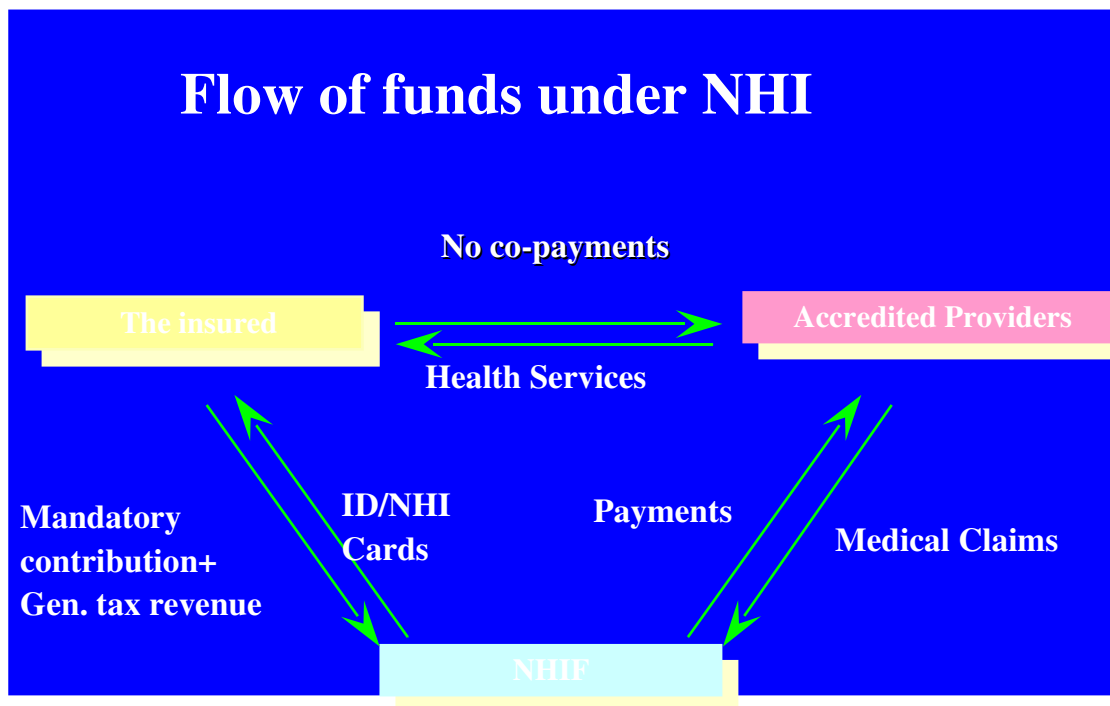 Flow of funds under NHI
No co-payments
The insured
Accredited Providers
Health Services
ID/NHI
Cards
Payments
Mandatory
contribution+
Gen. tax revenue
Medical Claims
NHIF